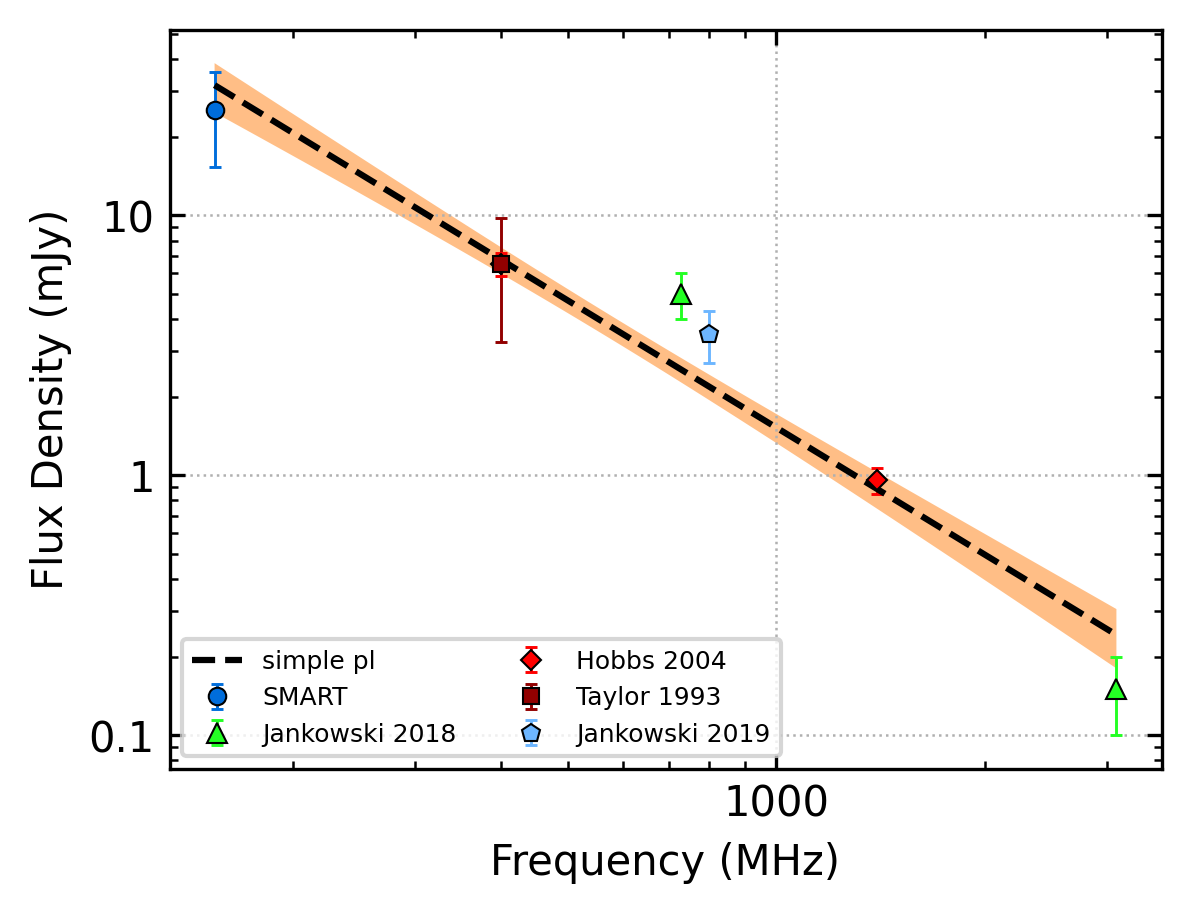 10
1
0.1
Flux Density (mJy)
simple pl
SMART
Jankowski 2018
Hobbs 2004
Taylor 1993
Jankowski 2019
1000
Frequency (MHz)